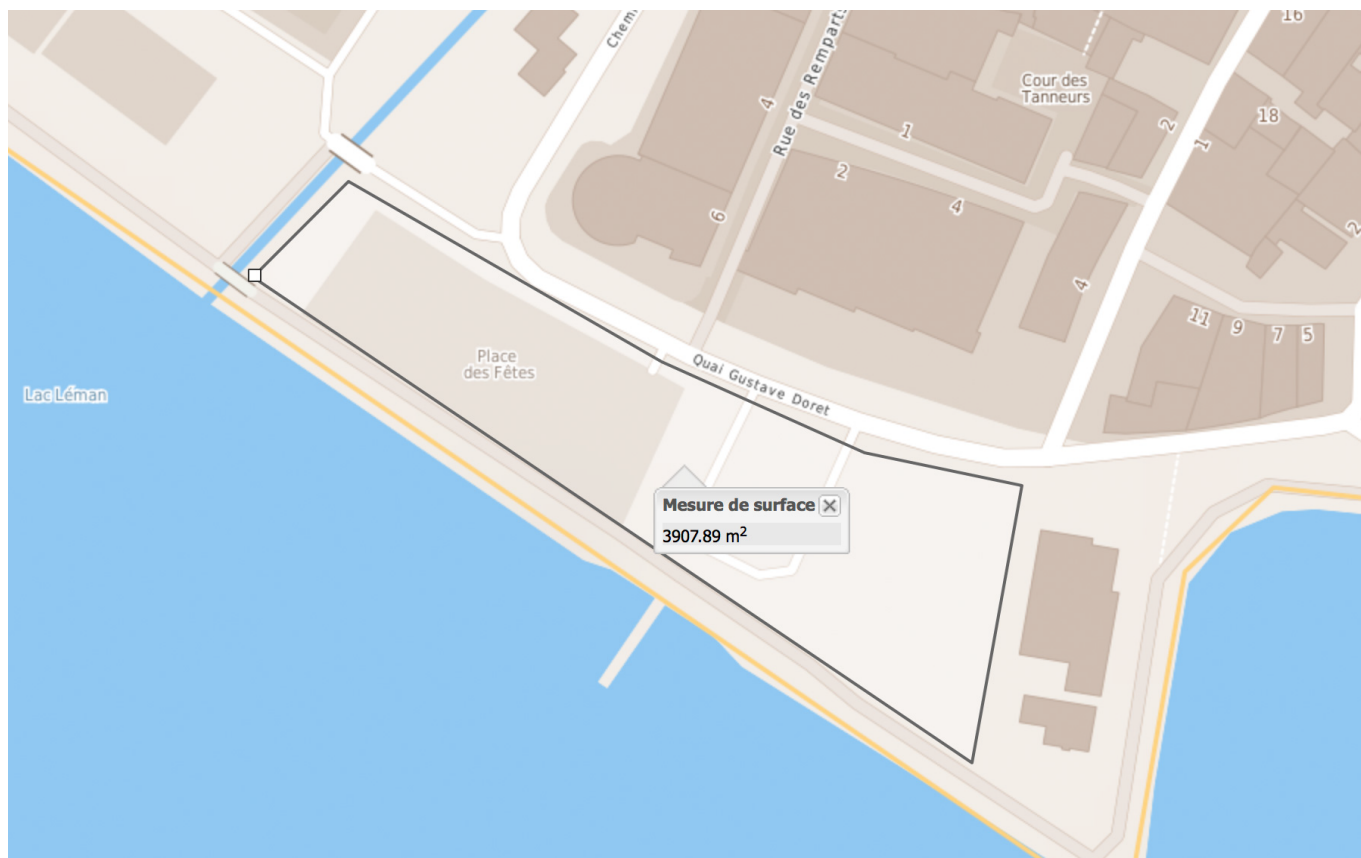 16
Chemi
Rue des Remparts
Cour des
Tanneurs
4
1
2
18
1
2
4
6
2
4
11
9
7
5
Quai Gustave Doret
Place
des Fêtes
Lac Léman
Mesure de surface
3907.89 m²